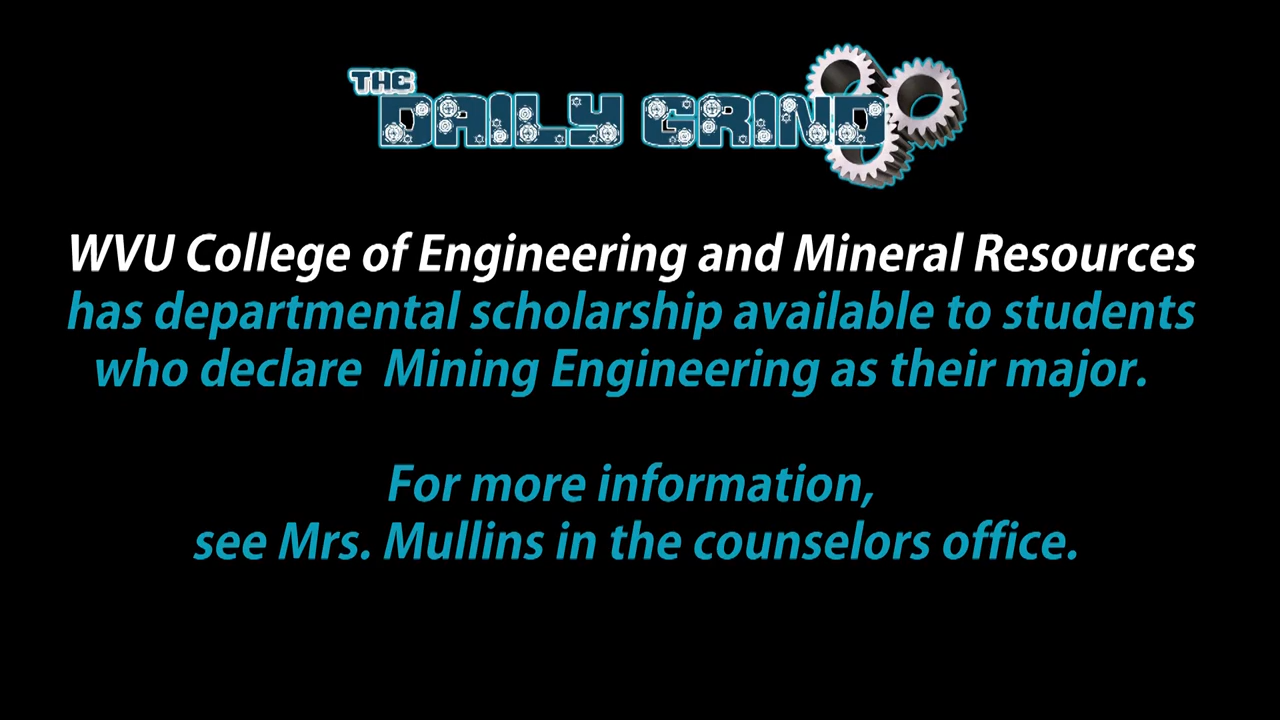 THE
DAILY GRIND
WVU College of Engineering and Mineral Resources
has departmental scholarship available to students
who declare  Mining Engineering as their major.
For more information,
see Mrs. Mullins in the counselors office.